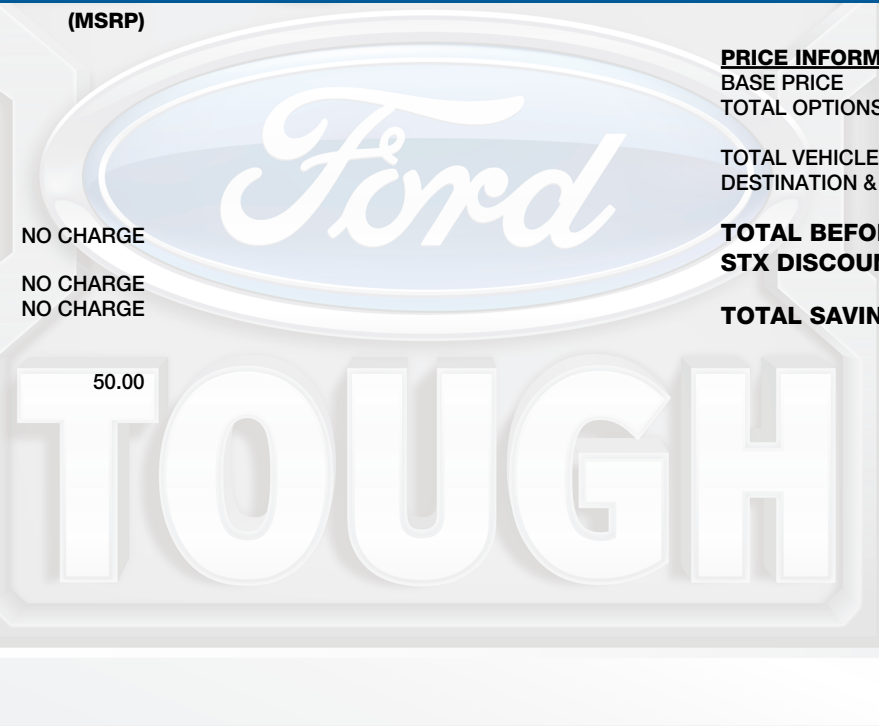 (MSRP)
NO CHARGE
NO CHARGE
NO CHARGE
50.00
PRICE INFORM
BASE PRICE
TOTAL OPTIONS
TOTAL VEHICLE
DESTINATION &
TOTAL BEFO
STX DISCOU
TOTAL SAVIN
Ford
TOUGH